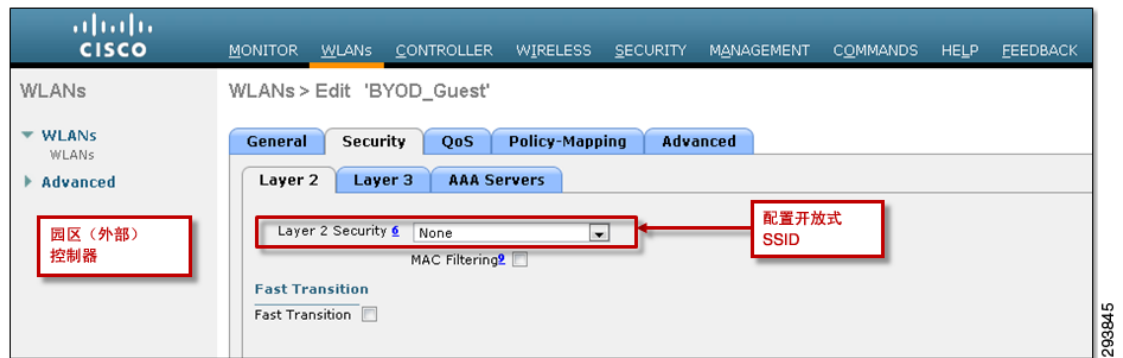 CISCO
MONITOR WLANs CONTROLLER WIRELESS SECURITY MANAGEMENT COMMANDS HELP FEEDBACK
WLANs
WLANs > Edit 'BYOD_Guest'
WLANs
WLANs
Advanced
General Security QoS Policy-Mapping Advanced
Layer 2 Layer 3 AAA Servers
园区（外部）
控制器
Layer 2 Security 6 None
配置开放式
SSID
MAC Filtering 9
Fast Transition
Fast Transition
293845